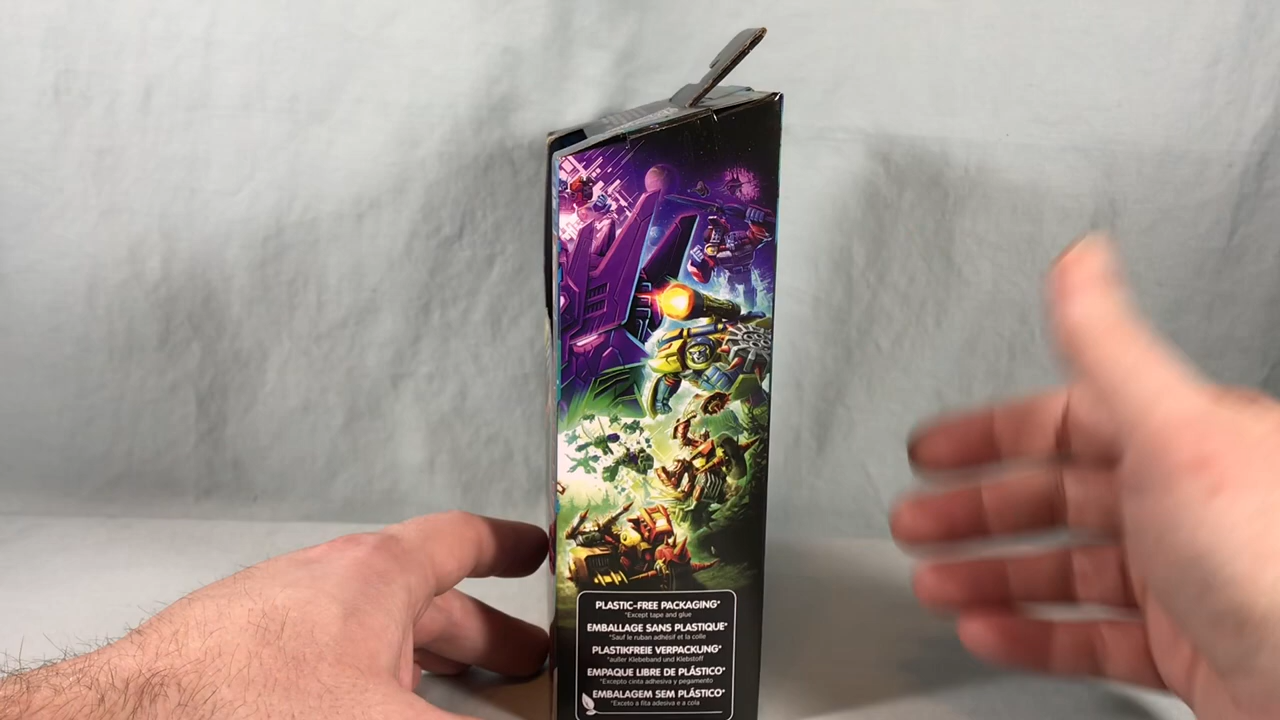 PLASTIC-FREE PACKAGING*
*Except tape and glue
EMBALLAGE SANS PLASTIQUE*
*Sauf le ruban adhésif et la colle
PLASTIKFREIE VERPACKUNG*
*außer Klebeband und Klebstoff
EMPAQUE LIBRE DE PLÁSTICO*
*Excepto cinta adhesiva y pegamento
EMBALAGEM SEM PLÁSTICO*
*Exceto a fita adesiva e a cola